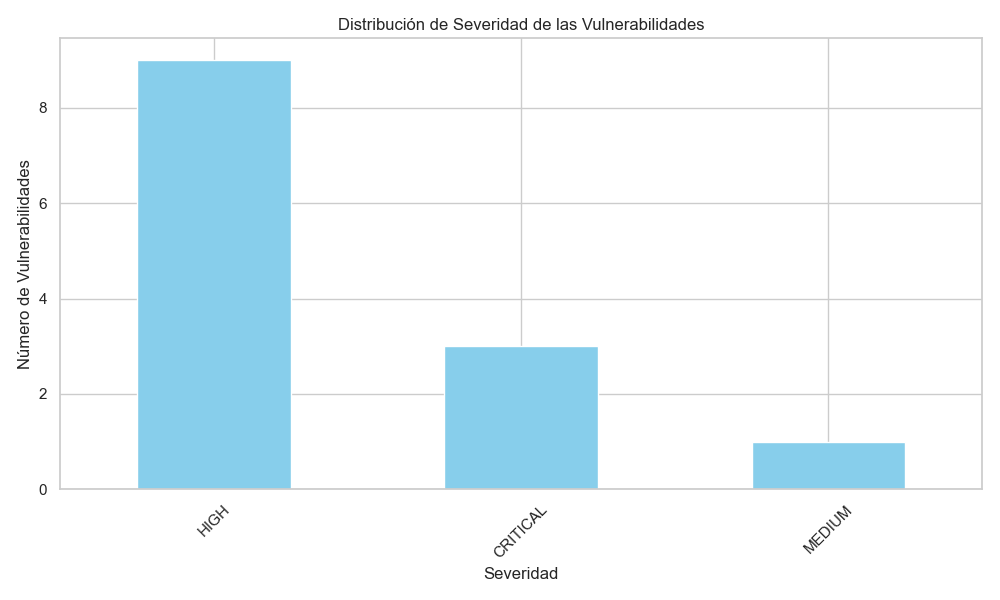 Distribución de Severidad de las Vulnerabilidades
Número de Vulnerabilidades
8
6
4
2
0
HIGH
CRITICAL
MEDIUM
Severidad